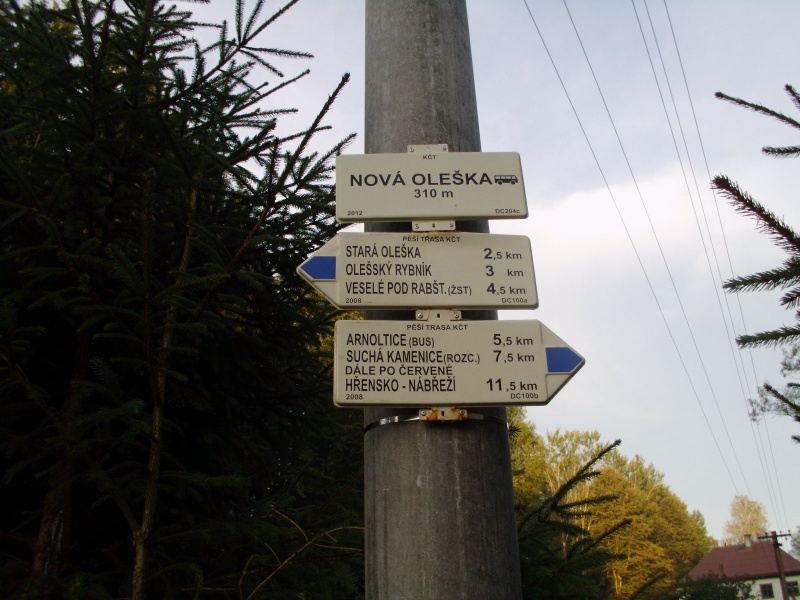 KČT
NOVÁ OLEŠKA
310 m
2012 DC204c
PĚŠÍ TRASA KČT
STARÁ OLEŠKA 2,5 km
OLEŠSKÝ RYBNÍK 3 km
VESELÉ POD RABŠT.(ŽST) 4,5 km
2008 DC100a
PĚŠÍ TRASA KČT
ARNOLTICE (BUS) 5,5 km
SUCHÁ KAMENICE (ROZC.) 7,5 km
DÁLE PO ČERVENÉ
HŘENSKO - NÁBŘEŽÍ 11,5 km
2008 DC100b